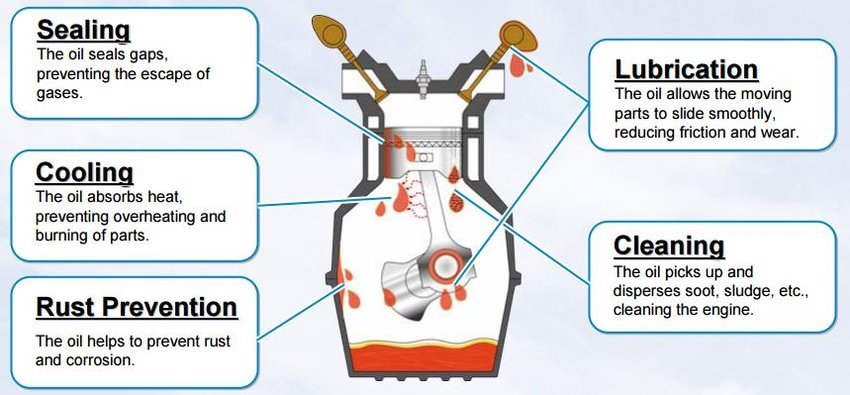 Sealing
The oil seals gaps,
preventing the escape of
gases.
Cooling
The oil absorbs heat,
preventing overheating and
burning of parts.
Rust Prevention
The oil helps to prevent rust
and corrosion.
Lubrication
The oil allows the moving
parts to slide smoothly,
reducing friction and wear.
Cleaning
The oil picks up and
disperses soot, sludge, etc.,
cleaning the engine.